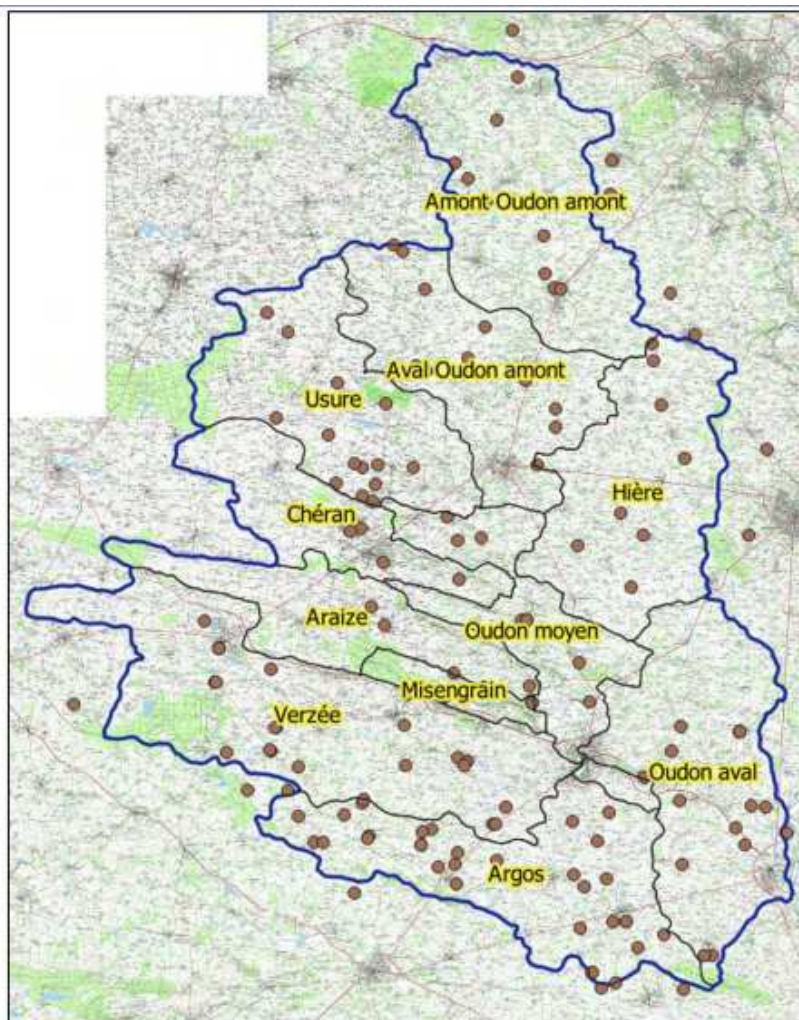 Amont Oudon amont
Aval Oudon amont
Usure
Hière
Chéran
Araize
Oudon moyen
Misengrain
Verzée
Oudon aval
Argos